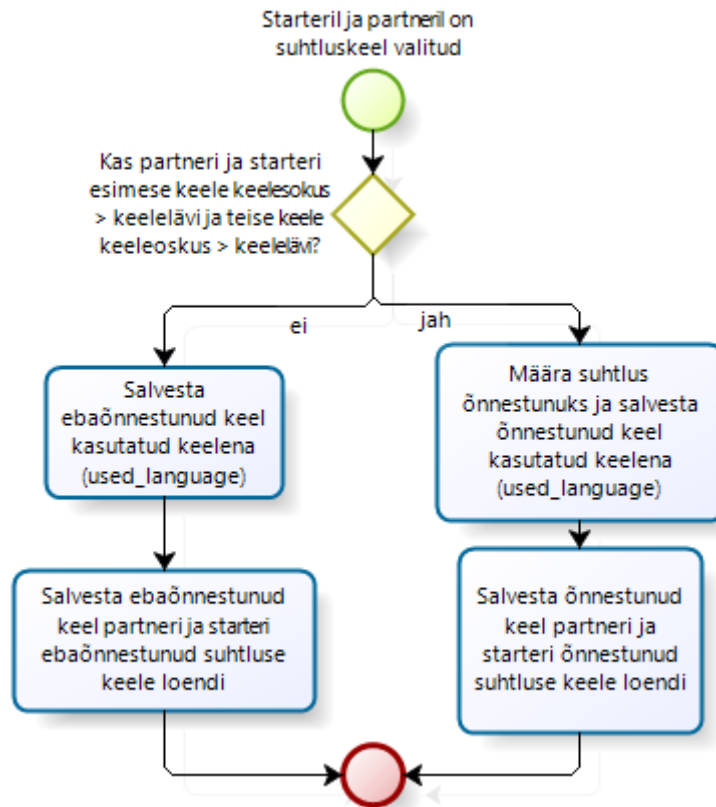 Starteril ja partneril on
suhtluskeel valitud
Kas partneri ja starteri
esimese keele keelesokus
> keelelävi ja teise keele
keeleoskus > keelelävi?
ei
jah
Salvesta
ebaõnnestunud keel
kasutatud keelena
(used_language)
Määra suhtlus
õnnestunuks ja salvesta
õnnestunud keel
kasutatud keelena
(used_language)
Salvesta ebaõnnestunud
keel partneri ja starteri
ebaõnnestunud suhtluse
keele loendi
Salvesta õnnestunud
keel partneri ja
starteri õnnestunud
suhtluse keele loendi